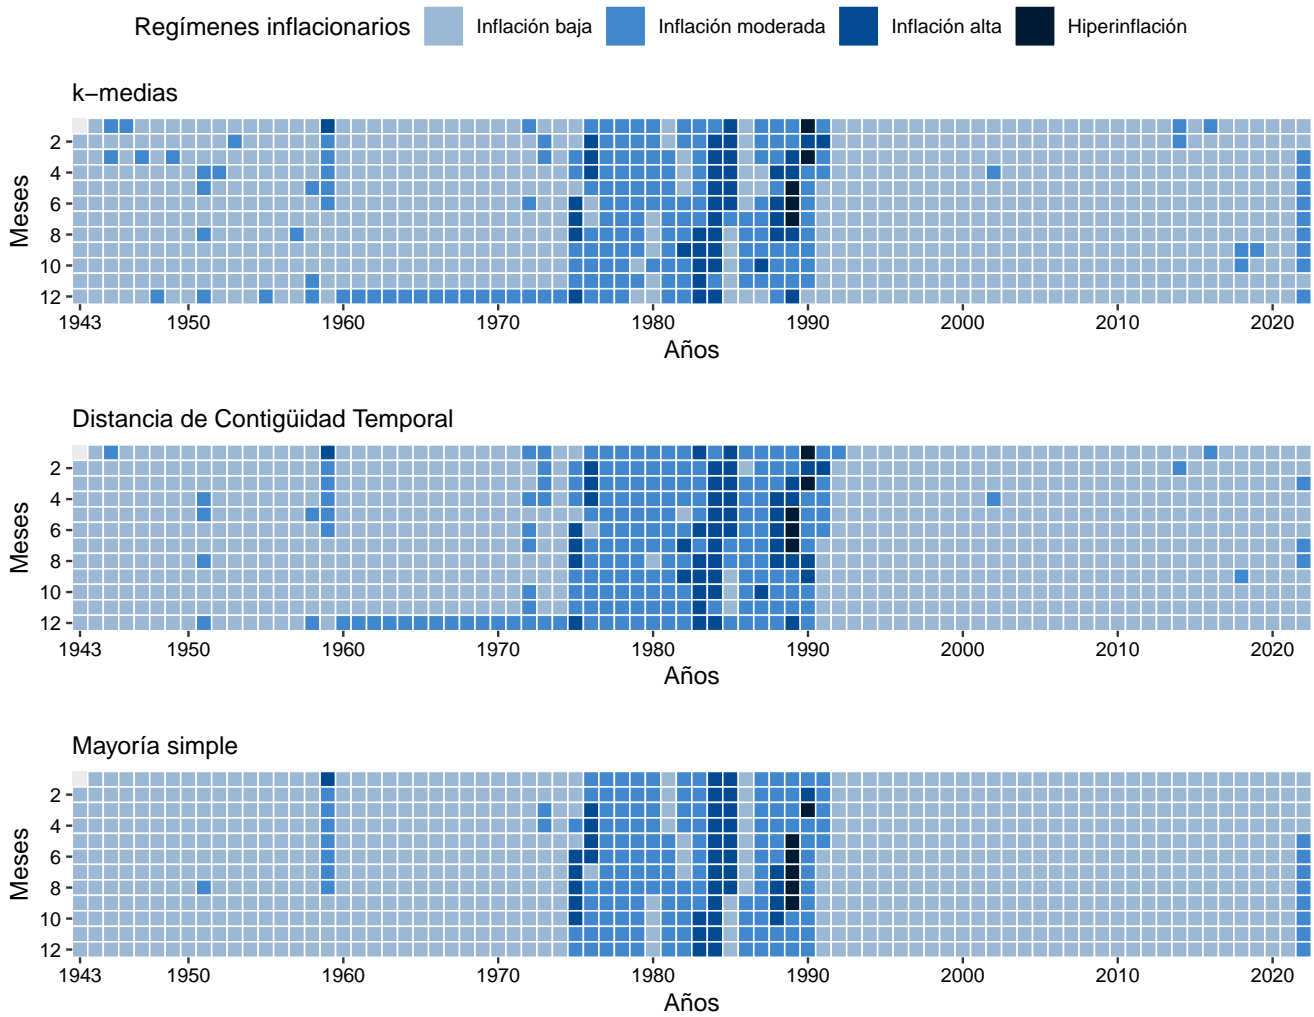 Regímenes inflacionarios Inflación baja Inflación moderada Inflación alta Hiperinflación
k−medias
Meses
2
4
6
8
10
12
1943 1950 1960 1970 1980 1990 2000 2010 2020
Años
Distancia de Contigüidad Temporal
Meses
2
4
6
8
10
12
1943 1950 1960 1970 1980 1990 2000 2010 2020
Años
Mayoría simple
Meses
2
4
6
8
10
12
1943 1950 1960 1970 1980 1990 2000 2010 2020
Años